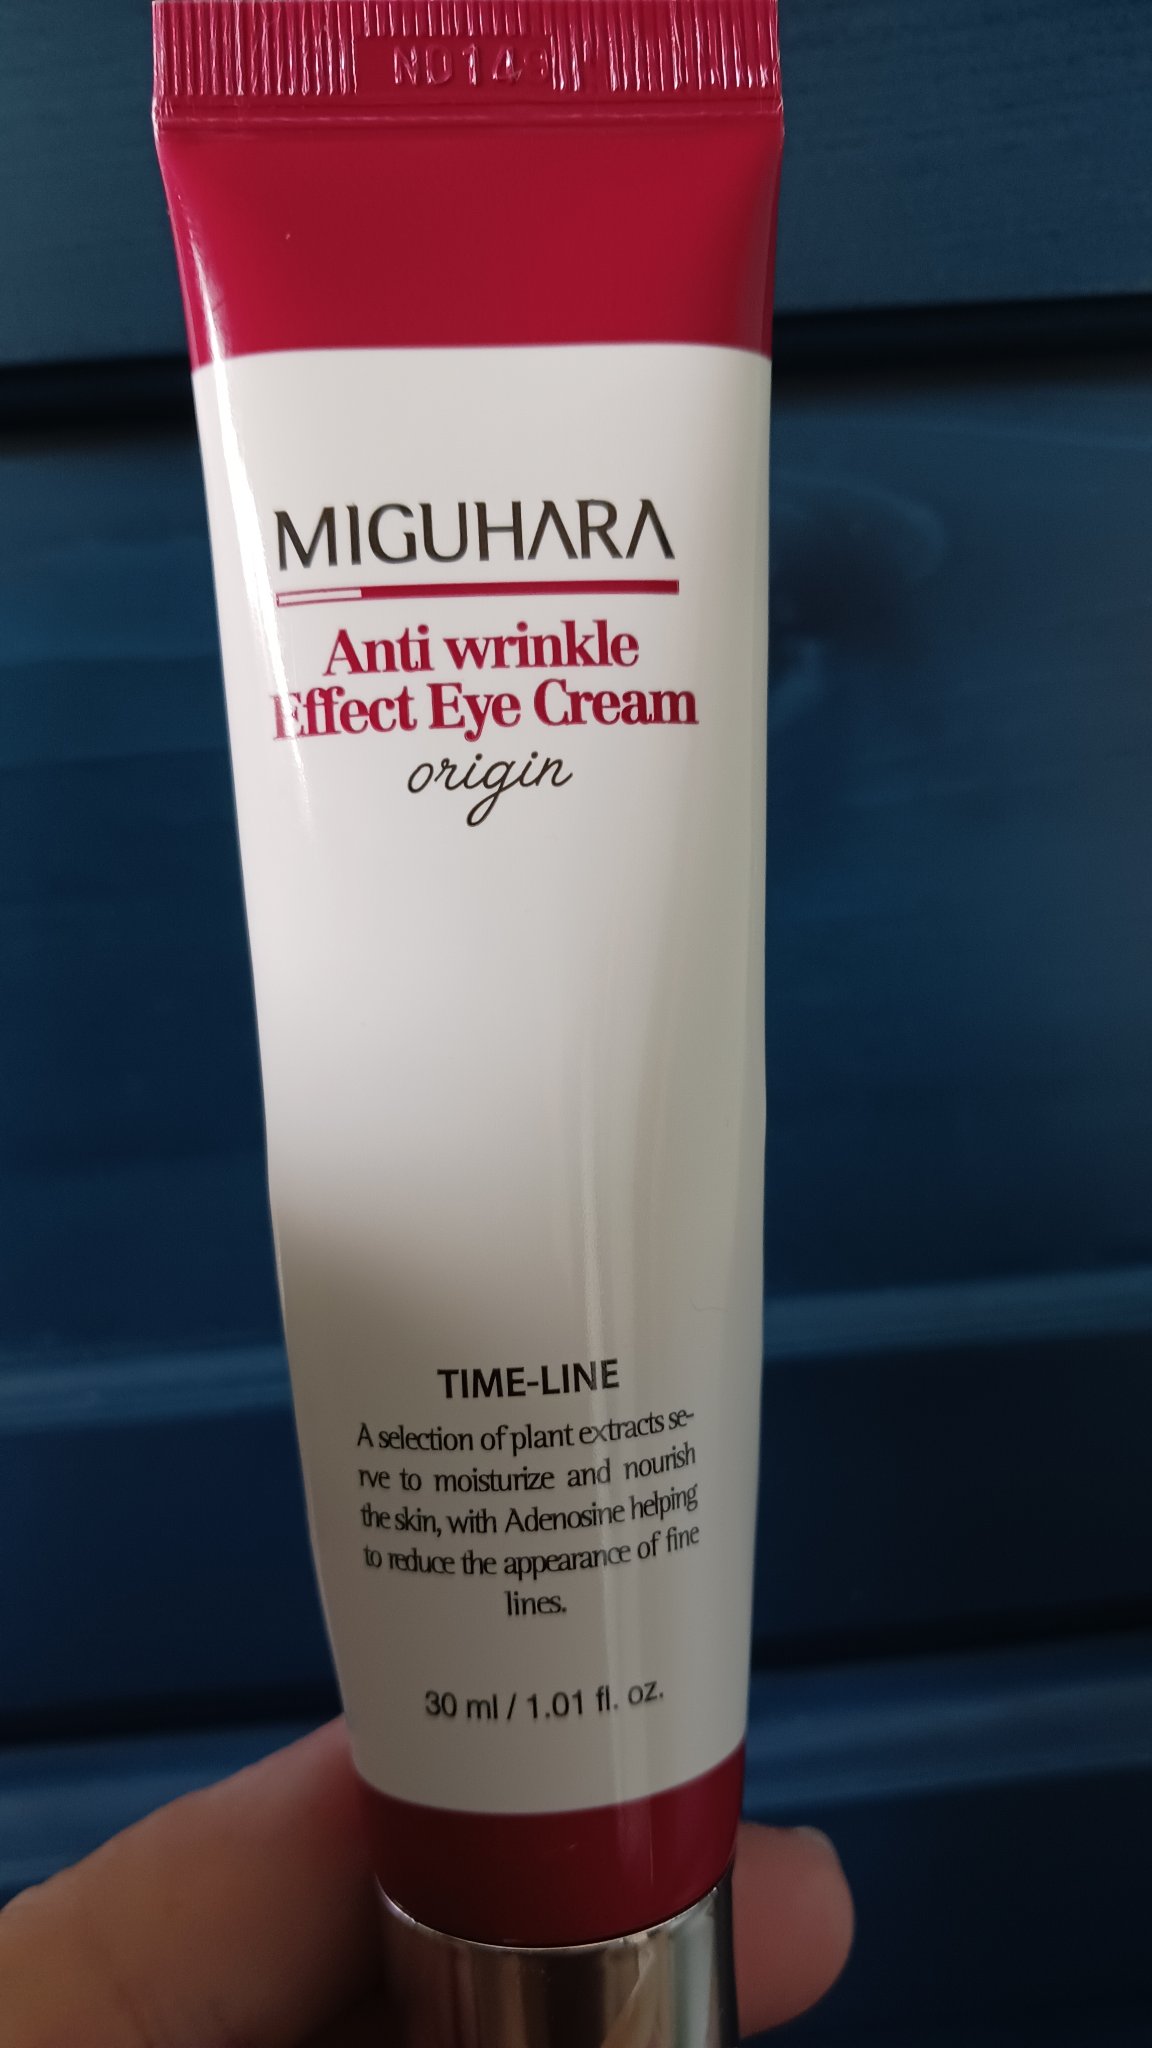 MIGUHARA
Anti wrinkle
Effect Eye Cream
origin
TIME-LINE
A selection of plant extracts se-
rve to moisturize and nourish
the skin, with Adenosine helping
to reduce the appearance of fine
lines.
30 ml / 1.01 fl. oz.